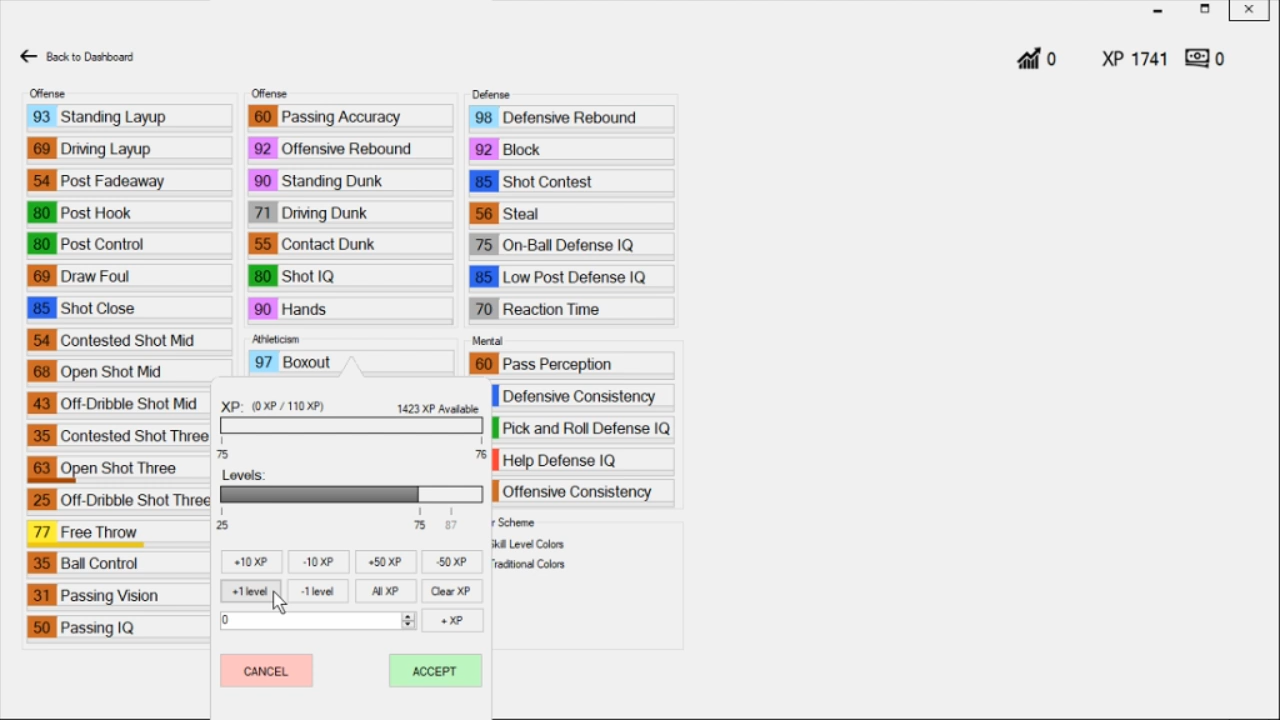 Back to Dashboard
0
XP 1741
0
Offense
93 Standing Layup
69 Driving Layup
54 Post Fadeaway
80 Post Hook
80 Post Control
69 Draw Foul
85 Shot Close
54 Contested Shot Mid
68 Open Shot Mid
43 Off-Dribble Shot Mid
35 Contested Shot Three
63 Open Shot Three
25 Off-Dribble Shot Three
77 Free Throw
35 Ball Control
31 Passing Vision
50 Passing IQ
Offense
60 Passing Accuracy
92 Offensive Rebound
90 Standing Dunk
71 Driving Dunk
55 Contact Dunk
80 Shot IQ
90 Hands
Athleticism
97 Boxout
Defense
98 Defensive Rebound
92 Block
85 Shot Contest
56 Steal
75 On-Ball Defense IQ
85 Low Post Defense IQ
70 Reaction Time
Mental
60 Pass Perception
Defensive Consistency
Pick and Roll Defense IQ
Help Defense IQ
Offensive Consistency
r Scheme
Skill Level Colors
Traditional Colors
XP: (0 XP / 110 XP) 1423 XP Available
75 76
Levels:
25 75 87
+10 XP -10 XP +50 XP -50 XP
+1 level -1 level All XP Clear XP
0 + XP
CANCEL ACCEPT